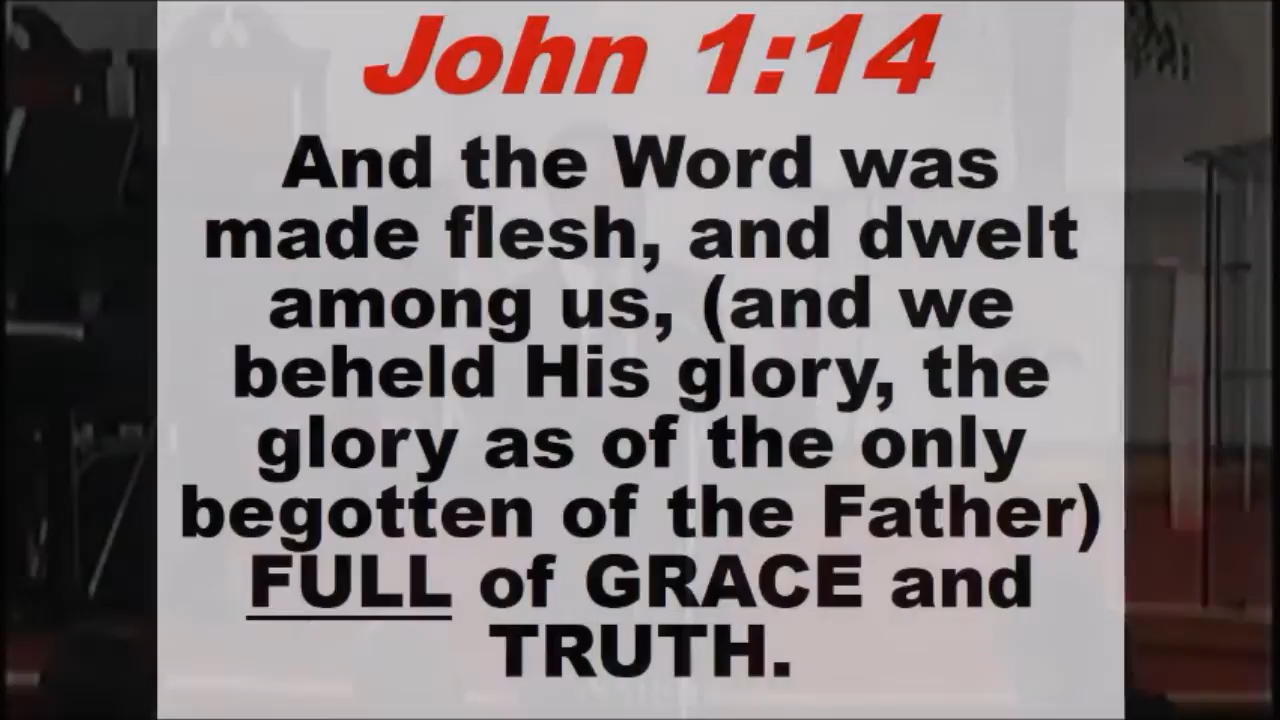 John 1:14
And the Word was
made flesh, and dwelt
among us, (and we
beheld His glory, the
glory as of the only
begotten of the Father)
FULL of GRACE and
TRUTH.